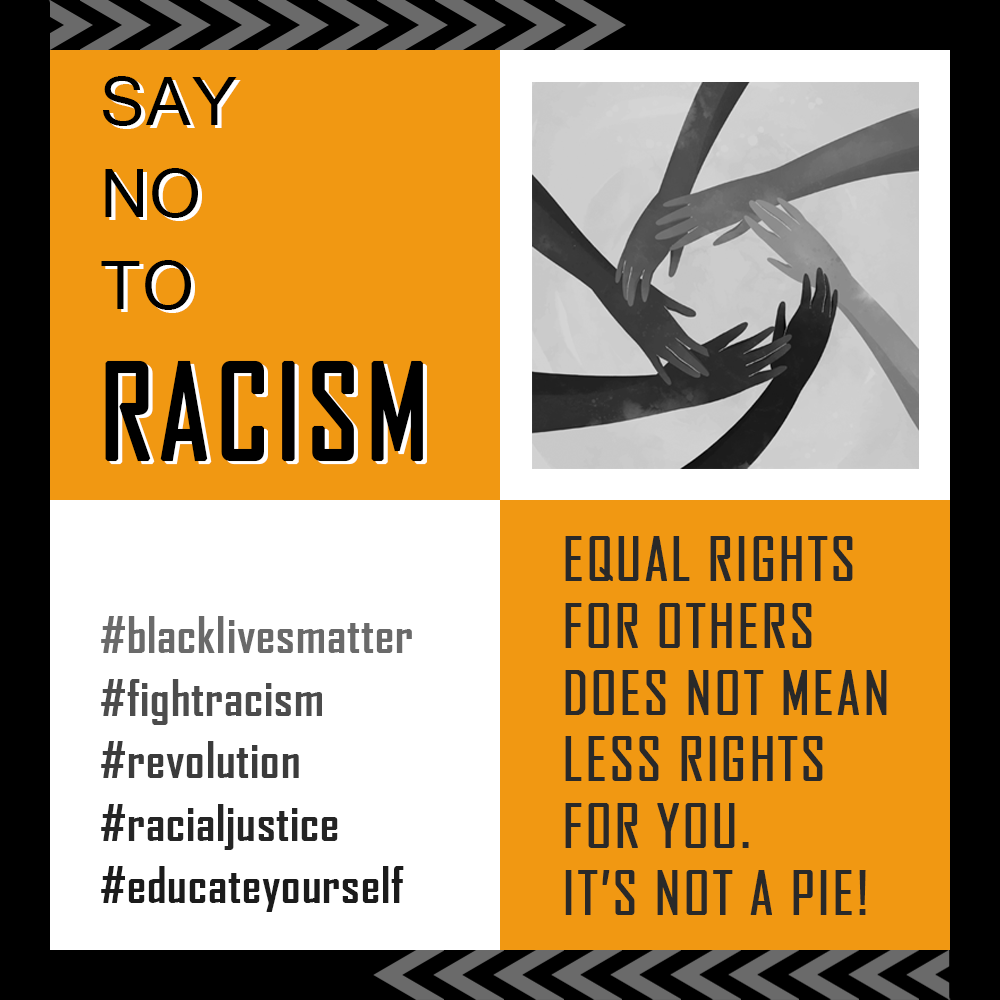 SAY
NO
TO
RACISM
#blacklivesmatter
#fightracism
#revolution
#racialjustice
#educateyourself
EQUAL RIGHTS
FOR OTHERS
DOES NOT MEAN
LESS RIGHTS
FOR YOU.
IT'S NOT A PIE!